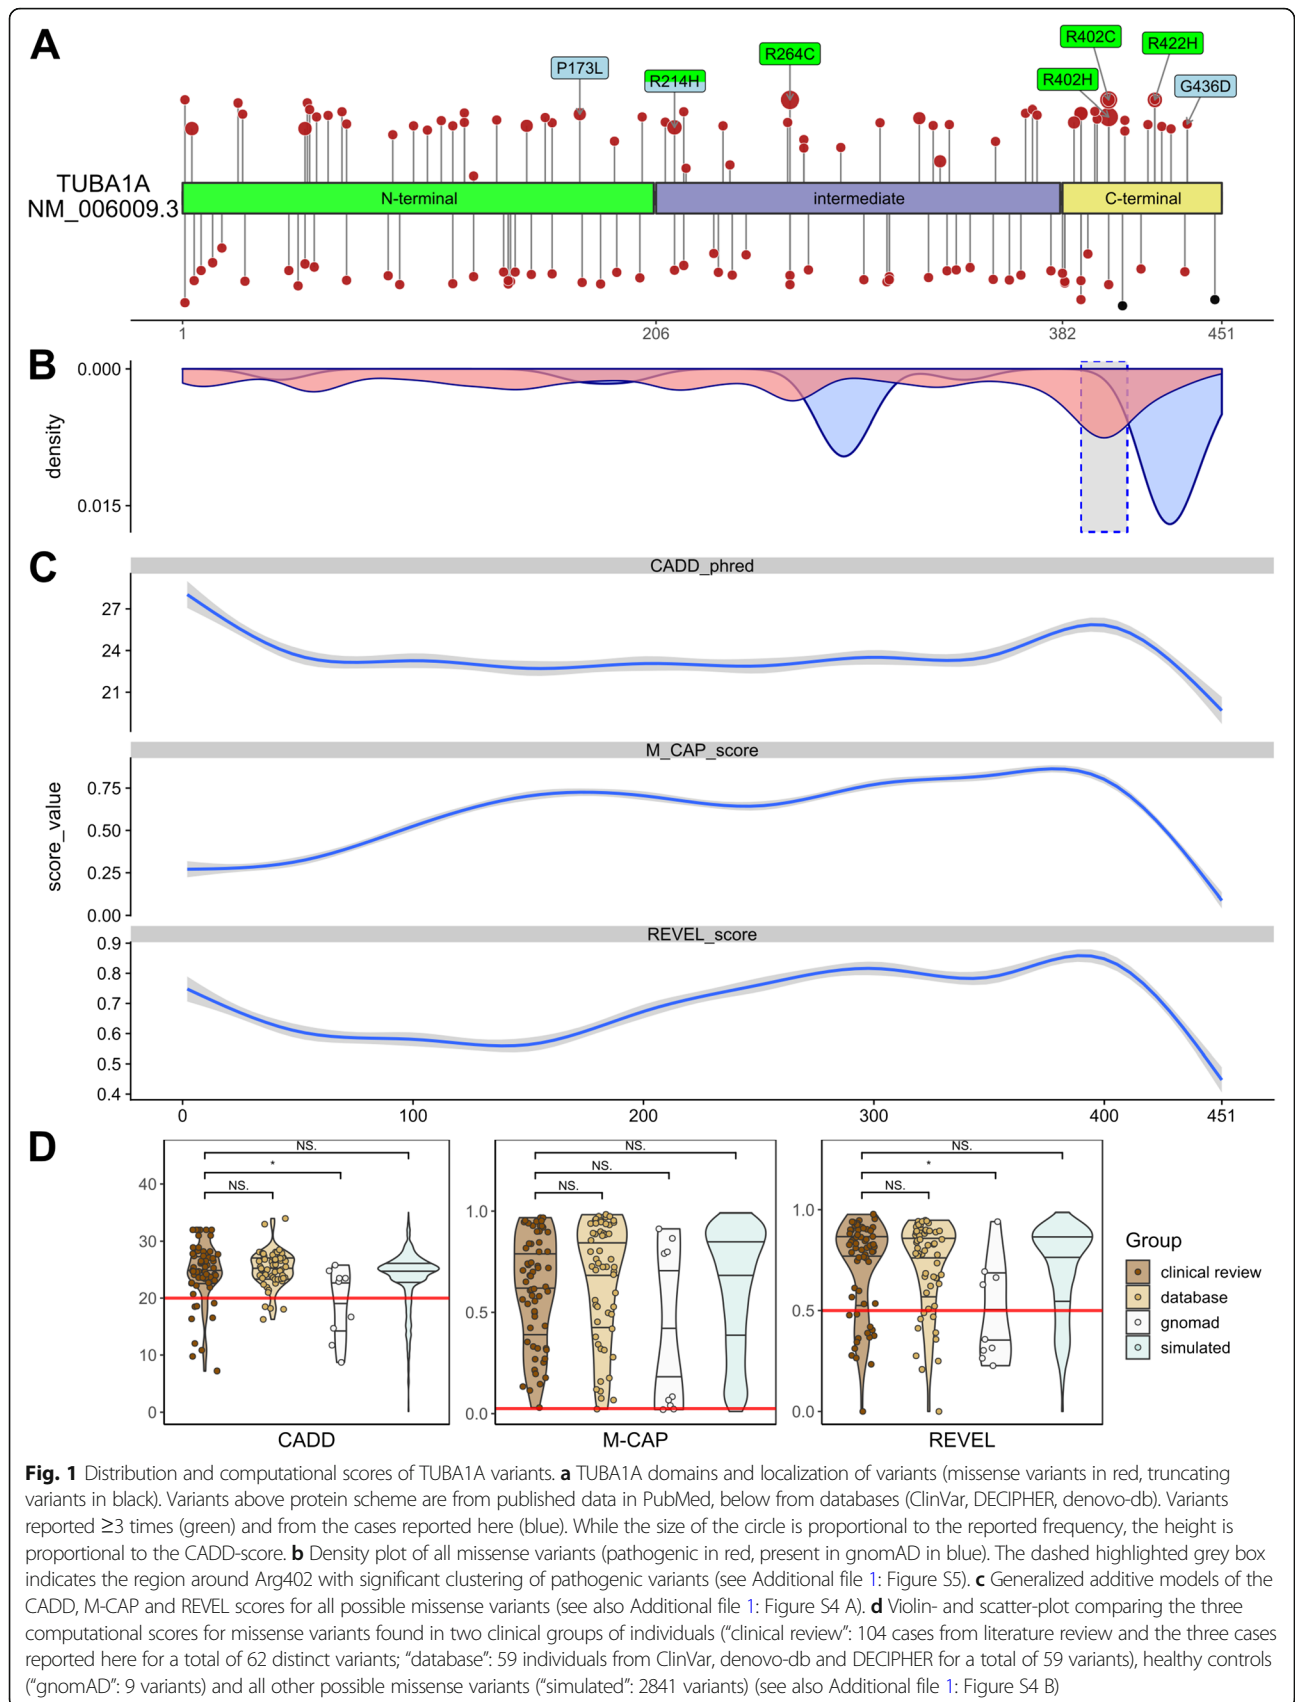 A
R402C
R422H
R264C
P173L
R214H
R402H
G436D
TUBA1A
NM_006009.3
N-terminal
intermediate
C-terminal
1
206
382
451
B
0.000
density
0.015
C
CADD_phred
27
24
21
M_CAP_score
0.75
score_value
0.50
0.25
0.00
REVEL_score
0.9
0.8
0.7
0.6
0.5
0.4
0
100
200
300
400
451
D
NS.
*
NS.
40
30
20
10
0
CADD
NS.
NS.
NS.
1.0
0.5
0.0
M-CAP
NS.
*
NS.
1.0
0.5
0.0
REVEL
Group
clinical review
database
gnomad
simulated
Fig. 1 Distribution and computational scores of TUBA1A variants. a TUBA1A domains and localization of variants (missense variants in red, truncating
variants in black). Variants above protein scheme are from published data in PubMed, below from databases (ClinVar, DECIPHER, denovo-db). Variants
reported ≥3 times (green) and from the cases reported here (blue). While the size of the circle is proportional to the reported frequency, the height is
proportional to the CADD-score. b Density plot of all missense variants (pathogenic in red, present in gnomAD in blue). The dashed highlighted grey box
indicates the region around Arg402 with significant clustering of pathogenic variants (see Additional file 1: Figure S5). c Generalized additive models of the
CADD, M-CAP and REVEL scores for all possible missense variants (see also Additional file 1: Figure S4 A). d Violin- and scatter-plot comparing the three
computational scores for missense variants found in two clinical groups of individuals (“clinical review”: 104 cases from literature review and the three cases
reported here for a total of 62 distinct variants; “database”: 59 individuals from ClinVar, denovo-db and DECIPHER for a total of 59 variants), healthy controls
(“gnomAD”: 9 variants) and all other possible missense variants (“simulated”: 2841 variants) (see also Additional file 1: Figure S4 B)